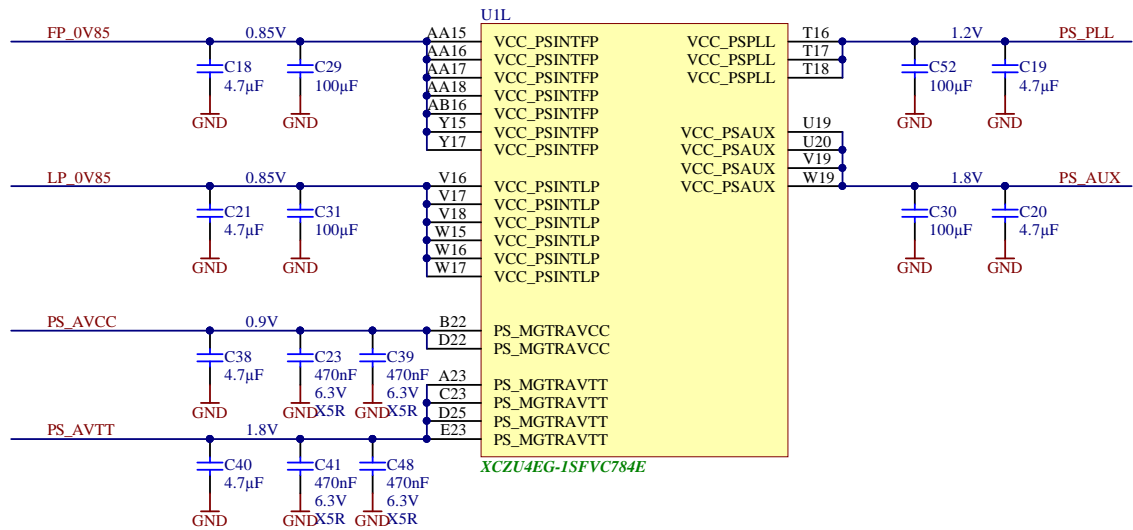 U1L
FP_0V85
0.85V
C18
4.7µF
GND
C29
100µF
GND
AA15
AA16
AA17
AA18
AB16
Y15
Y17
VCC_PSINTFP
VCC_PSINTFP
VCC_PSINTFP
VCC_PSINTFP
VCC_PSINTFP
VCC_PSINTFP
VCC_PSINTFP
LP_0V85
0.85V
C21
4.7µF
GND
C31
100µF
GND
V16
V17
V18
W15
W16
W17
VCC_PSINTLP
VCC_PSINTLP
VCC_PSINTLP
VCC_PSINTLP
VCC_PSINTLP
VCC_PSINTLP
PS_AVCC
0.9V
C38
4.7µF
GND
C23
470nF
6.3V
X5R
GND
C39
470nF
6.3V
X5R
GND
B22
D22
PS_MGTRAVCC
PS_MGTRAVCC
PS_AVTT
1.8V
C40
4.7µF
GND
C41
470nF
6.3V
X5R
GND
C48
470nF
6.3V
X5R
GND
A23
C23
D25
E23
PS_MGTRAVTT
PS_MGTRAVTT
PS_MGTRAVTT
PS_MGTRAVTT
VCC_PSPLL
VCC_PSPLL
VCC_PSPLL
T16
T17
T18
1.2V
PS_PLL
C52
100µF
GND
C19
4.7µF
GND
VCC_PSAUX
VCC_PSAUX
VCC_PSAUX
VCC_PSAUX
U19
U20
V19
W19
1.8V
PS_AUX
C30
100µF
GND
C20
4.7µF
GND
XCZU4EG-1SFVC784E